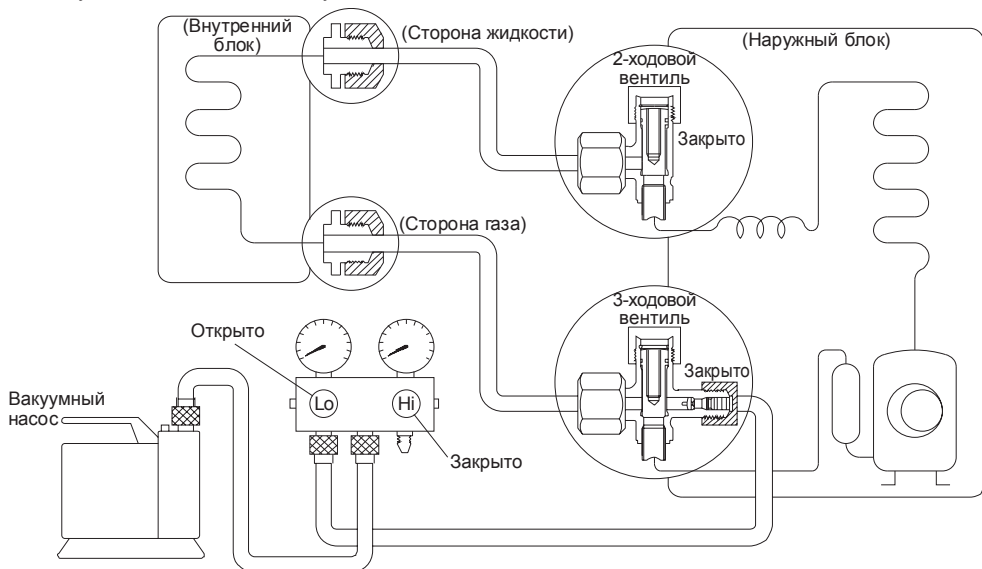 (Внутренний
блок)
(Сторона жидкости)
(Наружный блок)
2-ходовой
вентиль
Закрыто
(Сторона газа)
3-ходовой
вентиль
Закрыто
Открыто
Lo
Hi
Вакуумный
насос
Закрыто